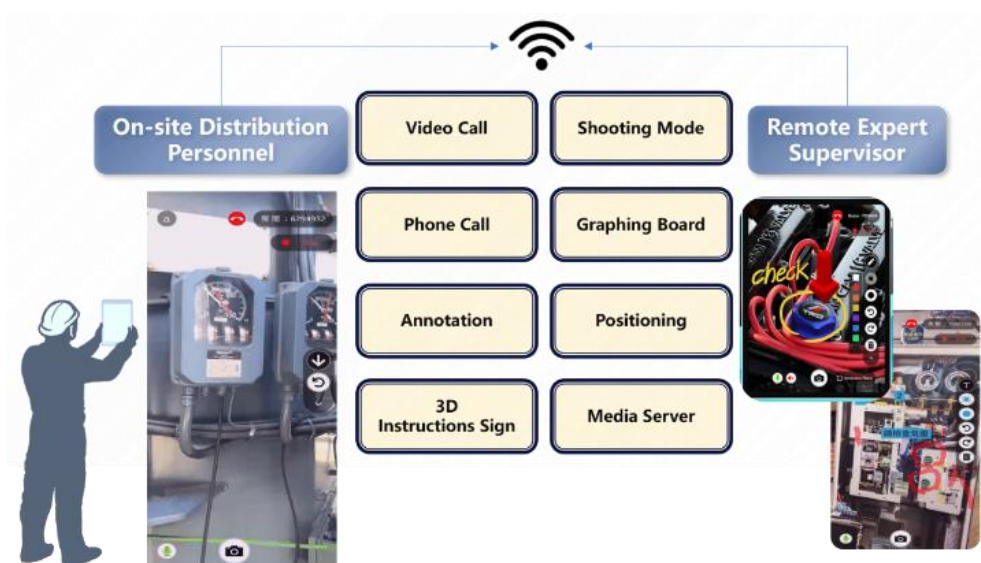 On-site Distribution
Personnel
Video Call
Shooting Mode
Remote Expert
Supervisor
Phone Call
Graphing Board
Annotation
Positioning
3D
Instructions Sign
Media Server
check